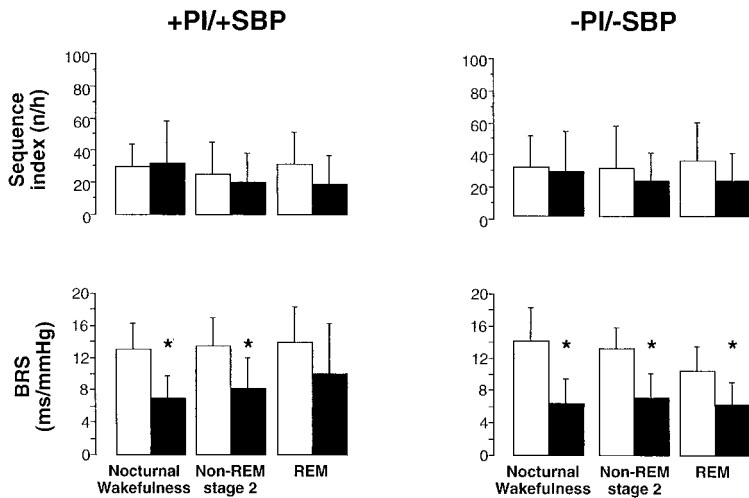 +PI/+SBP
-PI/-SBP
Sequence
index (n/h)
100
80
60
40
20
0
100
80
60
40
20
0
BRS
(ms/mmHg)
20
16
12
8
4
0
*
*
20
16
12
8
4
0
*
*
*
Nocturnal
Wakefulness
Non-REM
stage 2
REM
Nocturnal
Wakefulness
Non-REM
stage 2
REM